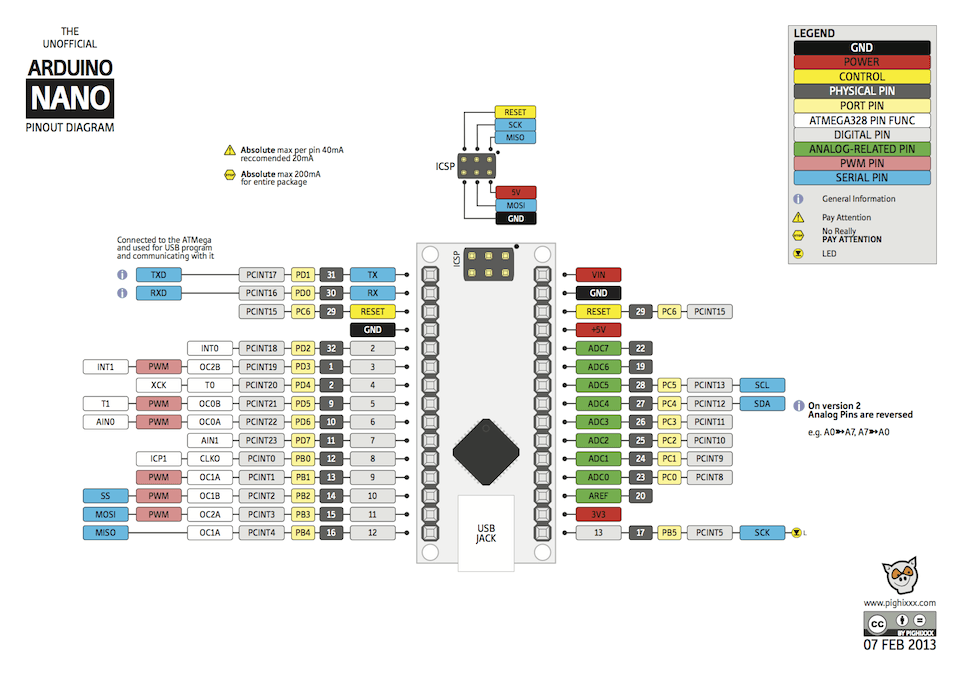 THE
UNOFFICIAL
ARDUINO
NANO
PINOUT DIAGRAM
Absolute max per pin 40mA
reccomended 20mA
Absolute max 200mA
for entire package
RESET
SCK
MISO
ICSP
5V
MOSI
GND
LEGEND
GND
POWER
CONTROL
PHYSICAL PIN
PORT PIN
ATMEGA328 PIN FUNC
DIGITAL PIN
ANALOG-RELATED PIN
PWM PIN
SERIAL PIN
General Information
Pay Attention
No Really
PAY ATTENTION
LED
Connected to the ATMega
and used for USB program
and communicating with it
ICSP
TXD PCINT17 PD1 31 TX
RXD PCINT16 PD0 30 RX
PCINT15 PC6 29 RESET
GND
INT0 PCINT18 PD2 32 2
INT1 PWM OC2B PCINT19 PD3 1 3
XCK T0 PCINT20 PD4 2 4
T1 PWM OC0B PCINT21 PD5 9 5
AIN0 PWM OC0A PCINT22 PD6 10 6
AIN1 PCINT23 PD7 11 7
ICP1 CLKO PCINT0 PB0 12 8
PWM OC1A PCINT1 PB1 13 9
SS PWM OC1B PCINT2 PB2 14 10
MOSI PWM OC2A PCINT3 PB3 15 11
MISO OC1A PCINT4 PB4 16 12
USB
JACK
VIN
GND
RESET 29 PC6 PCINT15
+5V
ADC7 22
ADC6 19
ADC5 28 PC5 PCINT13 SCL
ADC4 27 PC4 PCINT12 SDA
ADC3 26 PC3 PCINT11
ADC2 25 PC2 PCINT10
ADC1 24 PC1 PCINT9
ADC0 23 PC0 PCINT8
AREF 20
3V3
13 17 PB5 PCINT5 SCK L
On version 2
Analog Pins are reversed
e.g. A0➳A7, A7➳A0
www.pighixxx.com
CC
BY PIGHIXXX
07 FEB 2013